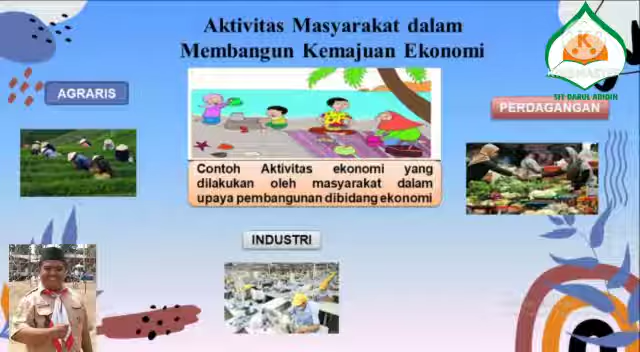 Aktivitas Masyarakat dalam
Membangun Kemajuan Ekonomi
AGRARIS
SIT DARUL ABIDIN
PERDAGANGAN
Contoh Aktivitas ekonomi yang
dilakukan oleh masyarakat dalam
upaya pembangunan dibidang ekonomi
INDUSTRI